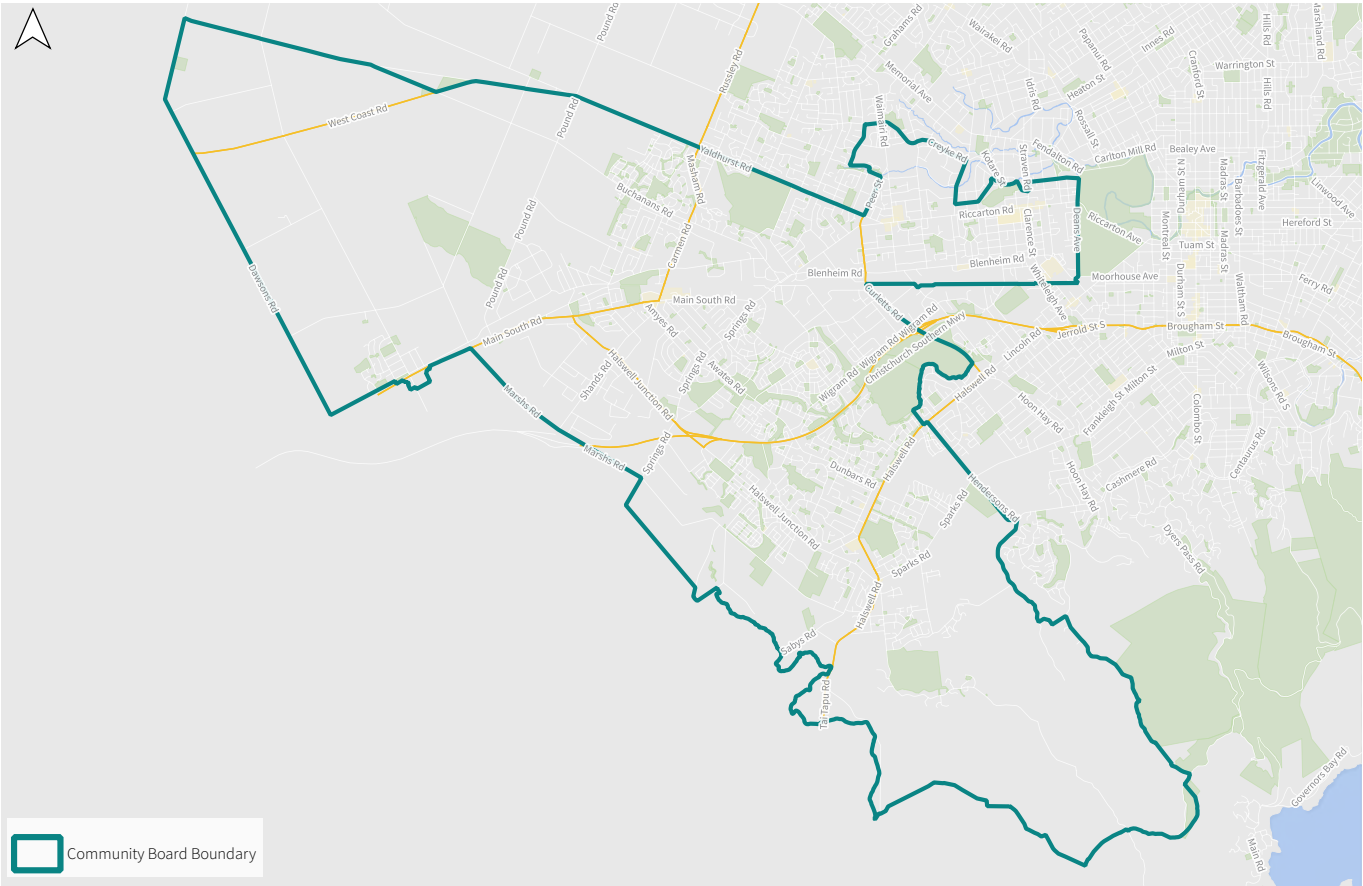 Pound Rd
Grahams Rd
Wairakei Rd
Papanui Rd
Innes Rd
Hills Rd
Marshland Rd
Russley Rd
Memorial Ave
Idris Rd
Heaton St
Cranford St
Warrington St
Hills Rd
West Coast Rd
Pound Rd
Waimairi Rd
Rossall St
Yaldhurst Rd
Greyke Rd
Kotare St
Straven Rd
Fendalton Rd
Carlton Mill Rd
Bealey Ave
Masham Rd
Buchanans Rd
Peer St
Durham St N
Madras St
Barbadoes St
Fitzgerald Ave
Linwood Ave
Pound Rd
Carmen Rd
Riccarton Rd
Clarence St
Deans Ave
Riccarton Ave
Montreal St
Tuam St
Madras St
Hereford St
Dawsons Rd
Pound Rd
Blenheim Rd
Blenheim Rd
Whiteleigh Ave
Moorhouse Ave
Durham St S
Waltham Rd
Ferry Rd
Main South Rd
Curletts Rd
Main South Rd
Amyes Rd
Springs Rd
Wigram Rd
Wigram Rd
Christchurch Southern Mwy
Lincoln Rd
Jerrold St S
Brougham St
Brougham St
Milton St
Shands Rd
Halswell Junction Rd
Springs Rd
Awatea Rd
Wigram Rd
Halswell Rd
Hoon Hay Rd
Frankleigh St
Milton St
Colombo St
Wilsons Rd S
Marshs Rd
Marshs Rd
Springs Rd
Dunbars Rd
Halswell Rd
Hendersons Rd
Hoon Hay Rd
Cashmere Rd
Centaurus Rd
Halswell Junction Rd
Sparks Rd
Sparks Rd
Dyers Pass Rd
Halswell Rd
Sabys Rd
Tai Tapu Rd
Governors Bay Rd
Main Rd
Community Board Boundary